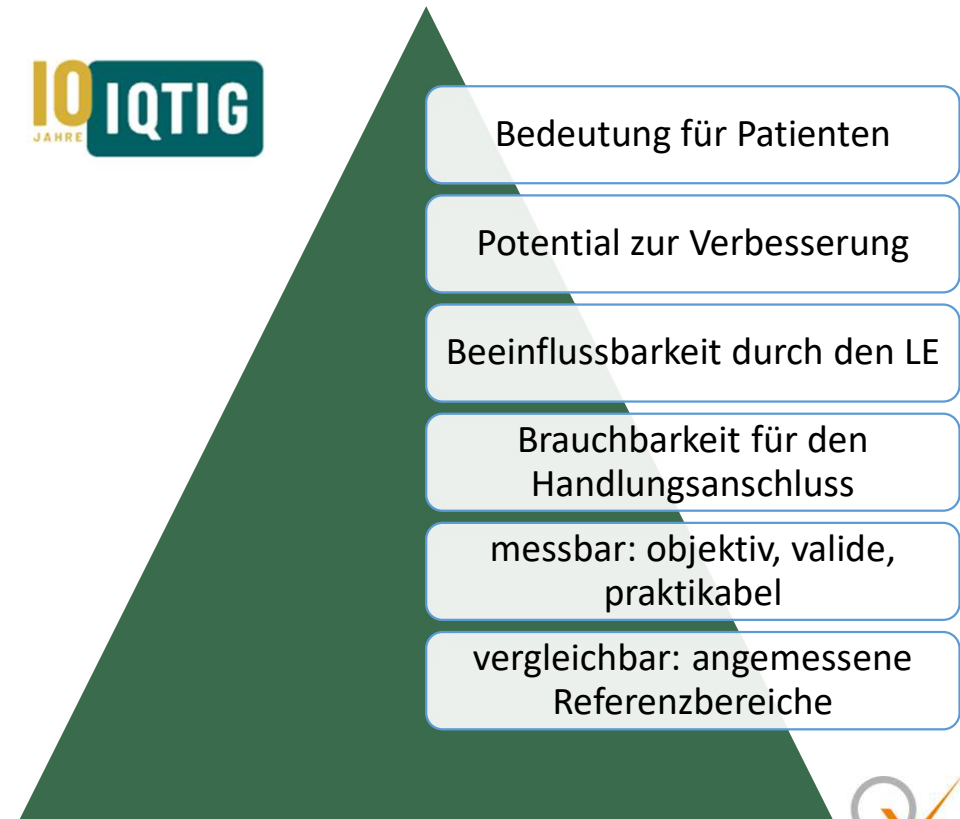 10
JAHRE
IQTIG
Bedeutung für Patienten
Potential zur Verbesserung
Beeinflussbarkeit durch den LE
Brauchbarkeit für den
Handlungsanschluss
messbar: objektiv, valide,
praktikabel
vergleichbar: angemessene
Referenzbereiche